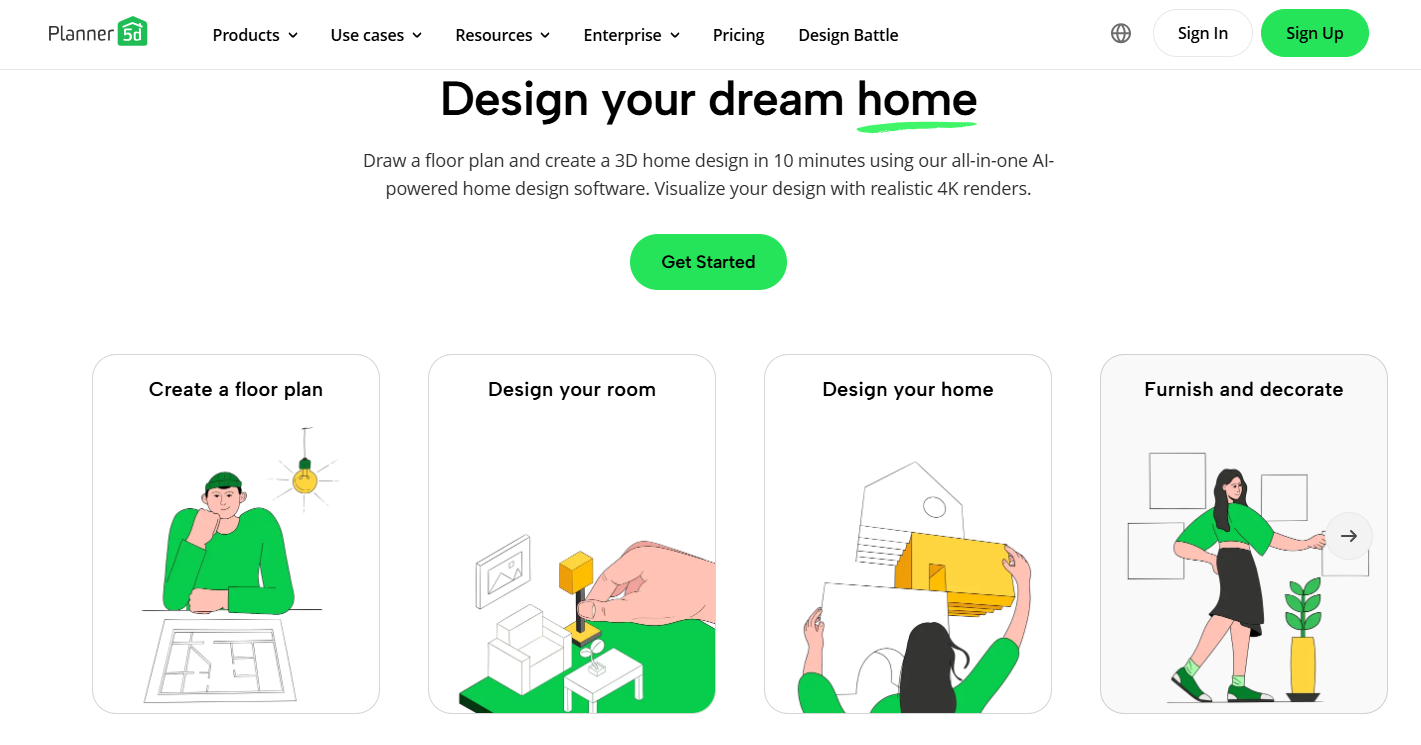 Planner 5d
Products
Use cases
Resources
Enterprise
Pricing
Design Battle
Sign In
Sign Up
Design your dream home
Draw a floor plan and create a 3D home design in 10 minutes using our all-in-one AI-
powered home design software. Visualize your design with realistic 4K renders.
Get Started
Create a floor plan
Design your room
Design your home
Furnish and decorate